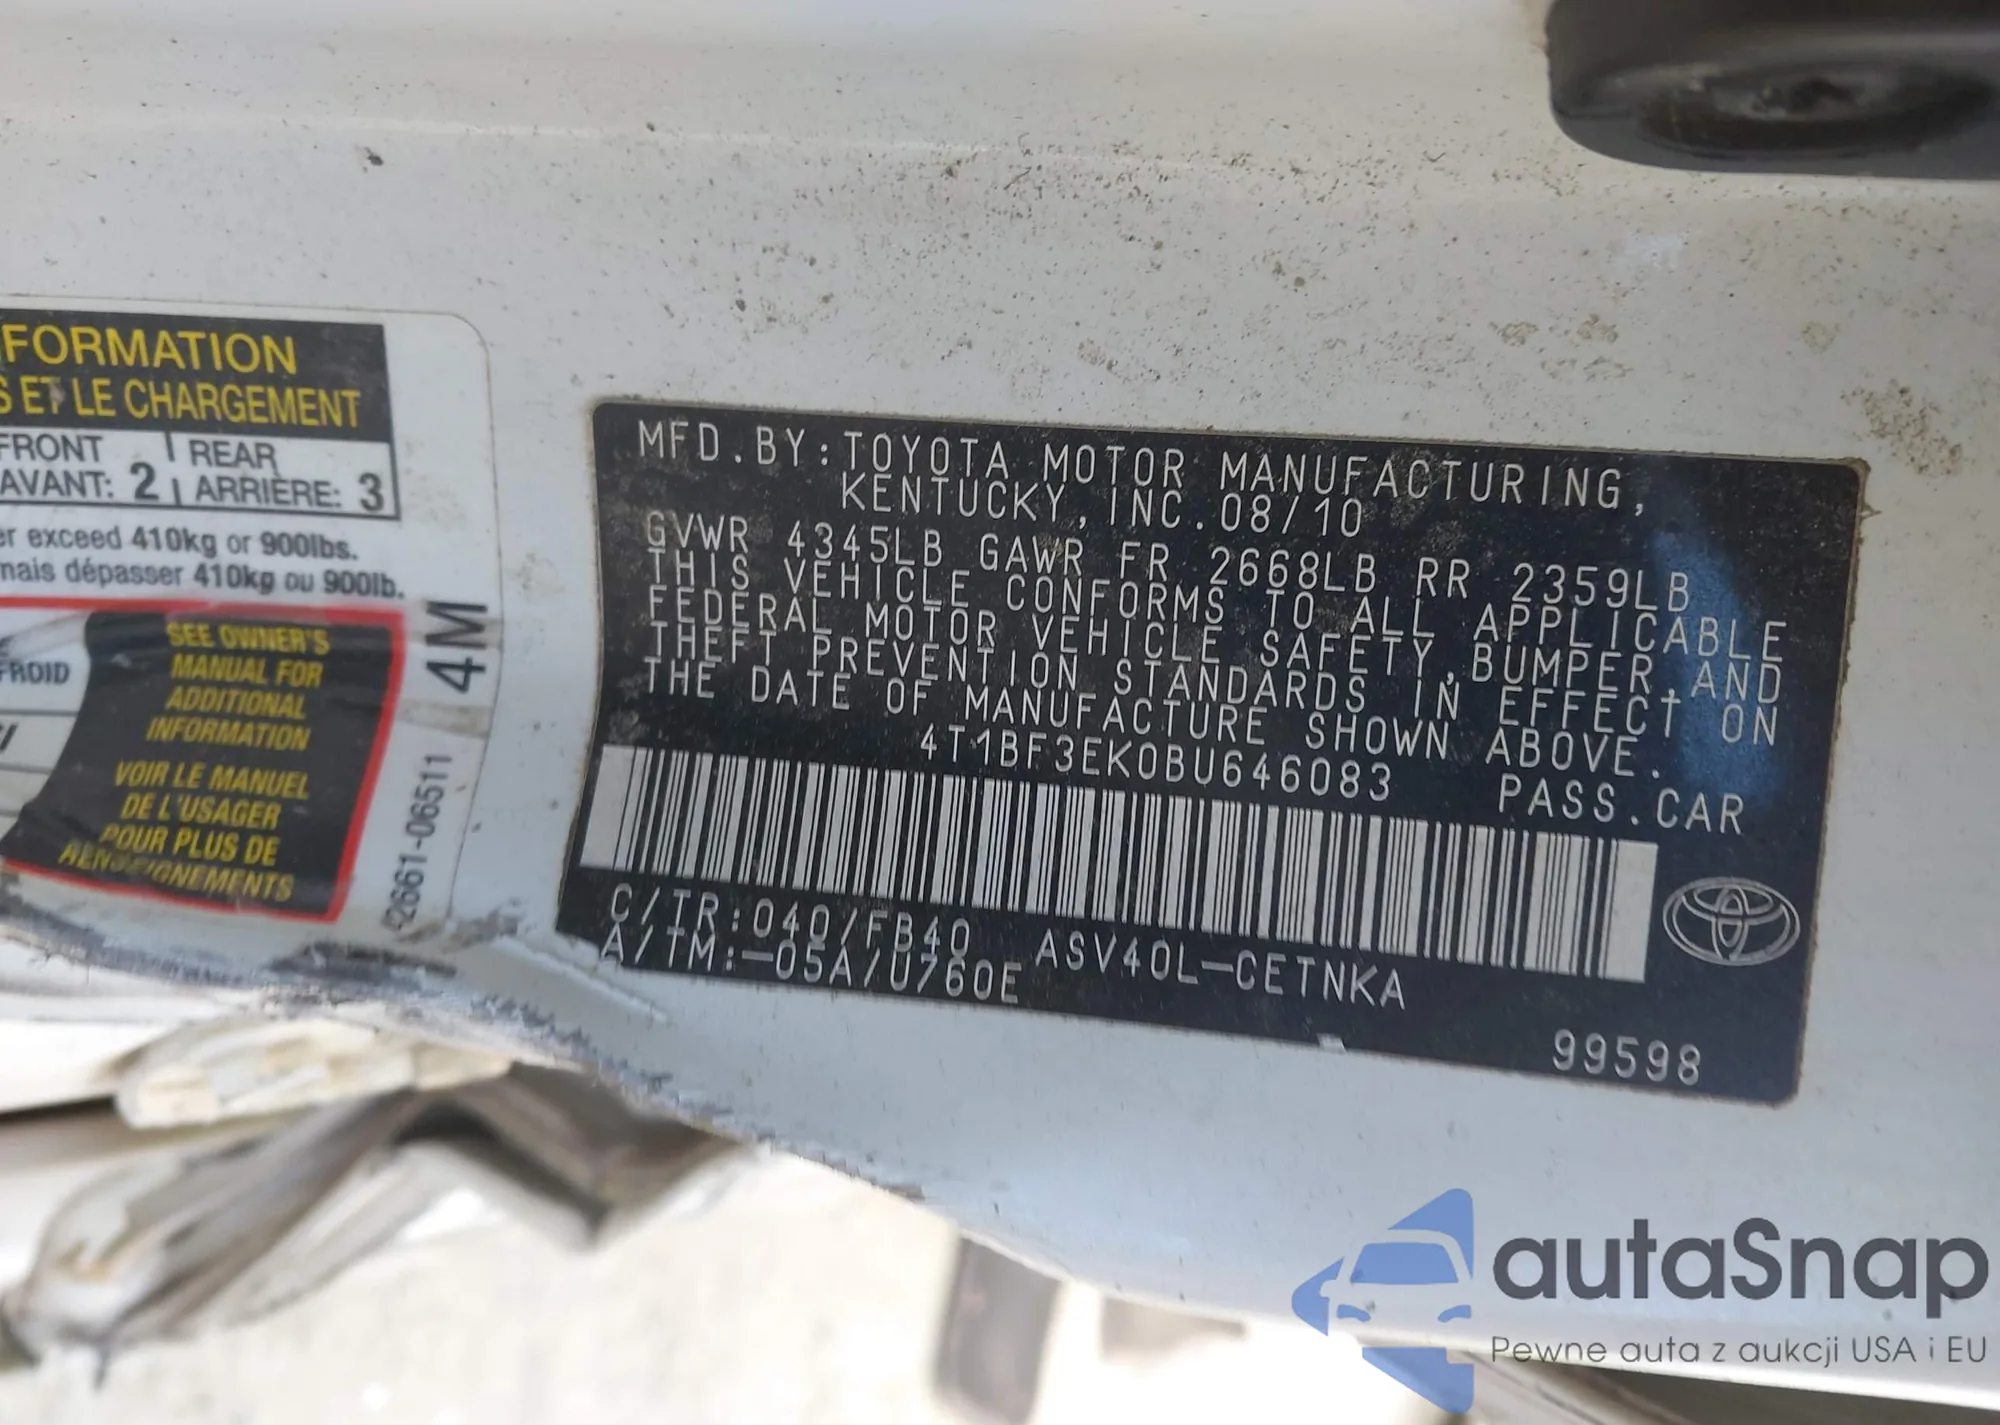 FORMATION
S ET LE CHARGEMENT
FRONT REAR
AVANT: 2 ARRIÈRE: 3
er exceed 410kg or 900lbs.
mais dépasser 410kg ou 900lb.
FROID
SEE OWNER'S
MANUAL FOR
ADDITIONAL
INFORMATION
VOIR LE MANUEL
DE L'USAGER
POUR PLUS DE
RENSEIGNEMENTS
42661-06511 4M
MFD.BY:TOYOTA MOTOR MANUFACTURING,
KENTUCKY,INC.08/10
GVWR 4345LB GAWR FR 2668LB RR 2359LB
THIS VEHICLE CONFORMS TO ALL APPLICABLE
FEDERAL MOTOR VEHICLE SAFETY,BUMPER,AND
THEFT PREVENTION STANDARDS IN EFFECT ON
THE DATE OF MANUFACTURE SHOWN ABOVE.
4T1BF3EK0BU646083 PASS.CAR
C/TR:040/FB40 ASV40L-CETNKA
A/TM:-05A/U760E
99598
autaSnap
Pewne auta z aukcji USA i EU